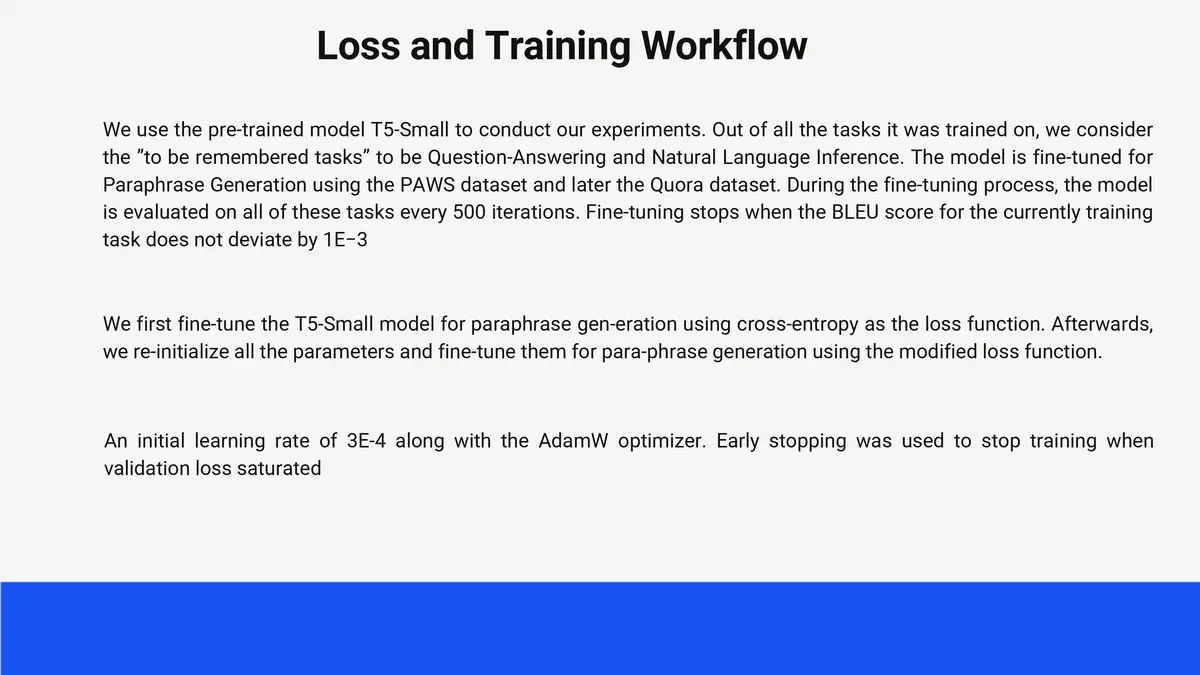 Loss and Training Workflow
We use the pre-trained model T5-Small to conduct our experiments. Out of all the tasks it was trained on, we consider
the ”to be remembered tasks” to be Question-Answering and Natural Language Inference. The model is fine-tuned for
Paraphrase Generation using the PAWS dataset and later the Quora dataset. During the fine-tuning process, the model
is evaluated on all of these tasks every 500 iterations. Fine-tuning stops when the BLEU score for the currently training
task does not deviate by 1E−3
We first fine-tune the T5-Small model for paraphrase gen-eration using cross-entropy as the loss function. Afterwards,
we re-initialize all the parameters and fine-tune them for para-phrase generation using the modified loss function.
An initial learning rate of 3E-4 along with the AdamW optimizer. Early stopping was used to stop training when
validation loss saturated